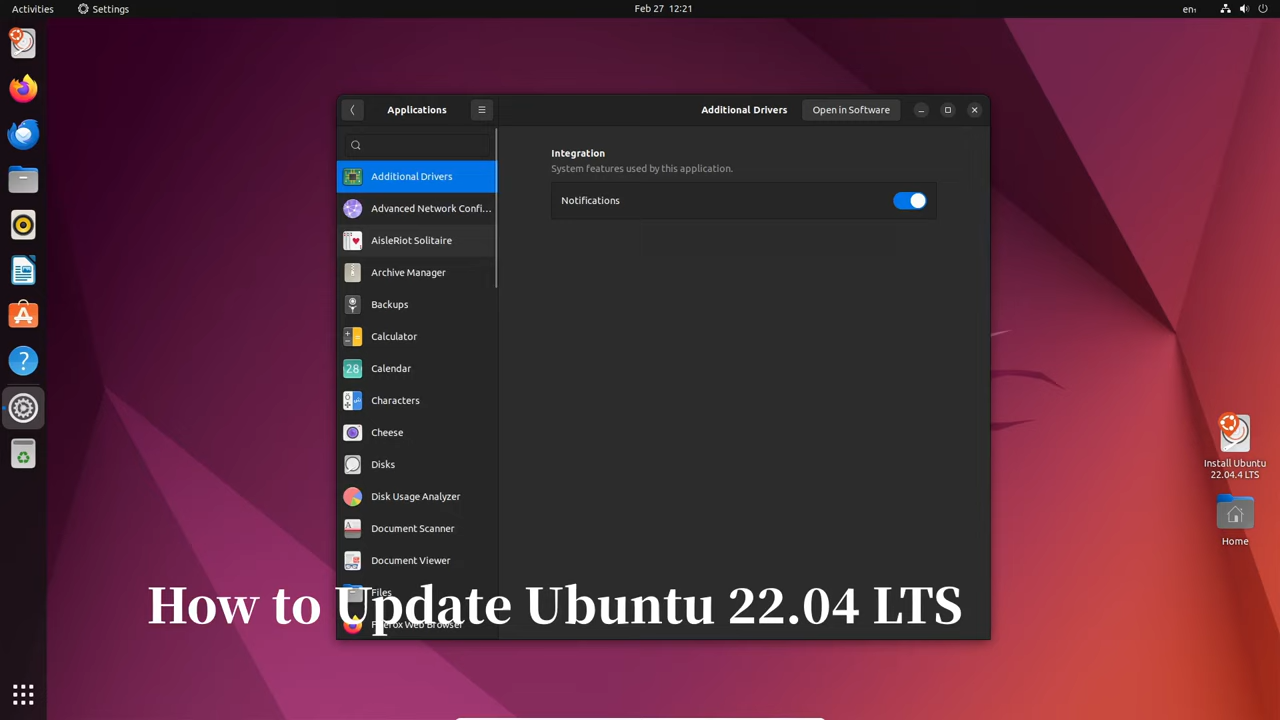 Activities
Settings
Feb 27 12:21
en₁
Applications
Additional Drivers
Open in Software
Additional Drivers
Advanced Network Confi…
AisleRiot Solitaire
Archive Manager
Backups
Calculator
28
Calendar
Characters
Cheese
Disks
Disk Usage Analyzer
Document Scanner
Document Viewer
Files
Firefox Web Browser
Integration
System features used by this application.
Notifications
Install Ubuntu
22.04.4 LTS
Home
How to Update Ubuntu 22.04 LTS